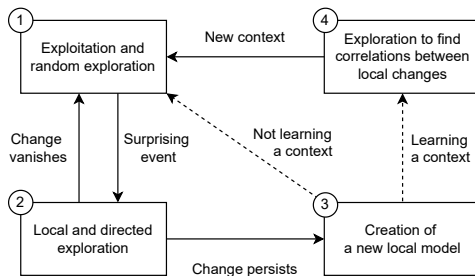 1
Exploitation and
random exploration
New context
4
Exploration to find
correlations between
local changes
Change
vanishes
Surprising
event
Not learning
a context
Learning
a context
2
Local and directed
exploration
Change persists
3
Creation of
a new local model